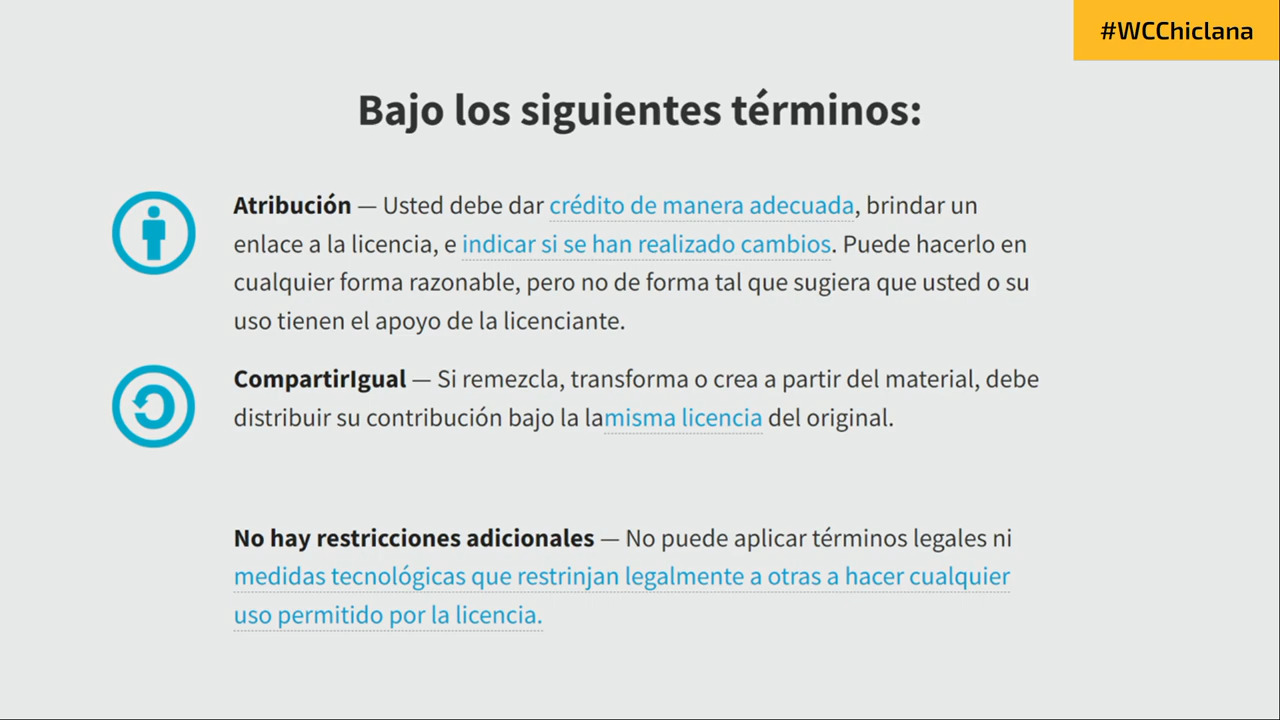 #WCChiclana
Bajo los siguientes términos:
Atribución — Usted debe dar crédito de manera adecuada, brindar un
enlace a la licencia, e indicar si se han realizado cambios. Puede hacerlo en
cualquier forma razonable, pero no de forma tal que sugiera que usted o su
uso tienen el apoyo de la licenciante.
CompartirIgual — Si remezcla, transforma o crea a partir del material, debe
distribuir su contribución bajo la lamisma licencia del original.
No hay restricciones adicionales — No puede aplicar términos legales ni
medidas tecnológicas que restrinjan legalmente a otras a hacer cualquier
uso permitido por la licencia.